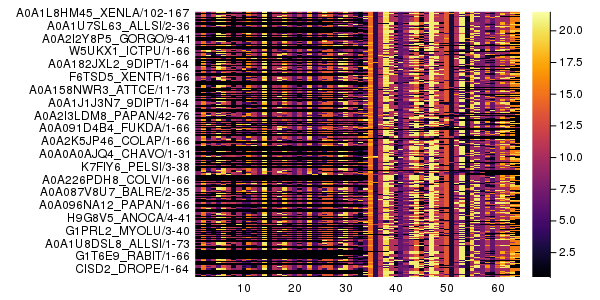 A0A1L8HM45_XENLA/102-167
A0A1U7SL63_ALLSI/2-36
A0A2I2Y8P5_GORGO/9-41
W5UKX1_ICTPU/1-66
A0A182JXL2_9DIPT/1-64
F6TSD5_XENTR/1-66
A0A158NWR3_ATTCE/11-73
A0A1J1J3N7_9DIPT/1-64
A0A2I3LDM8_PAPAN/42-76
A0A091D4B4_FUKDA/1-66
A0A2K5JP46_COLAP/1-66
A0A0A0AJQ4_CHAVO/1-31
K7FIY6_PELSI/3-38
A0A226PDH8_COLVI/1-66
A0A087V8U7_BALRE/2-35
A0A096NA12_PAPAN/1-66
H9G8V5_ANOCA/4-41
G1PRL2_MYOLU/3-40
A0A1U8DSL8_ALLSI/1-73
G1T6E9_RABIT/1-66
CISD2_DROPE/1-64
10 20 30 40 50 60
20.0
17.5
15.0
12.5
10.0
7.5
5.0
2.5